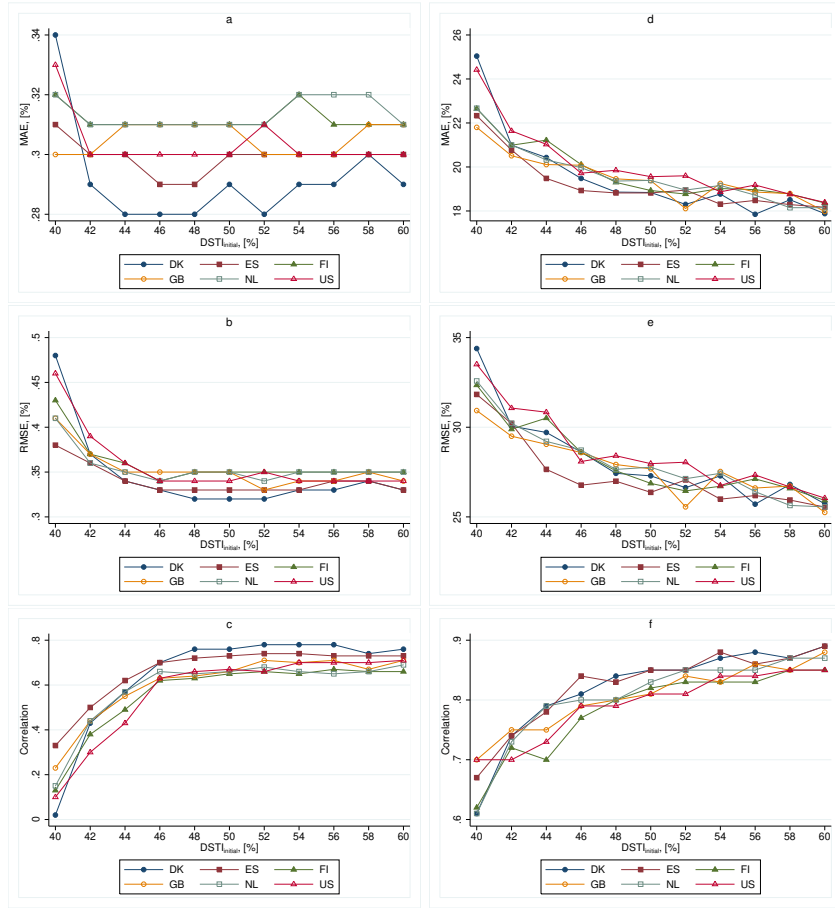 a
MAE, [%]
.34
.32
.3
.28
40 42 44 46 48 50 52 54 56 58 60
DSTIinitial, [%]
DK ES FI
GB NL US
d
MAE, [%]
26
24
22
20
18
40 42 44 46 48 50 52 54 56 58 60
DSTIinitial, [%]
DK ES FI
GB NL US
b
RMSE, [%]
.5
.45
.4
.35
.3
40 42 44 46 48 50 52 54 56 58 60
DSTIinitial, [%]
DK ES FI
GB NL US
e
RMSE, [%]
35
30
25
40 42 44 46 48 50 52 54 56 58 60
DSTIinitial, [%]
DK ES FI
GB NL US
c
Correlation
.8
.6
.4
.2
0
40 42 44 46 48 50 52 54 56 58 60
DSTIinitial, [%]
DK ES FI
GB NL US
f
Correlation
.9
.8
.7
.6
40 42 44 46 48 50 52 54 56 58 60
DSTIinitial, [%]
DK ES FI
GB NL US